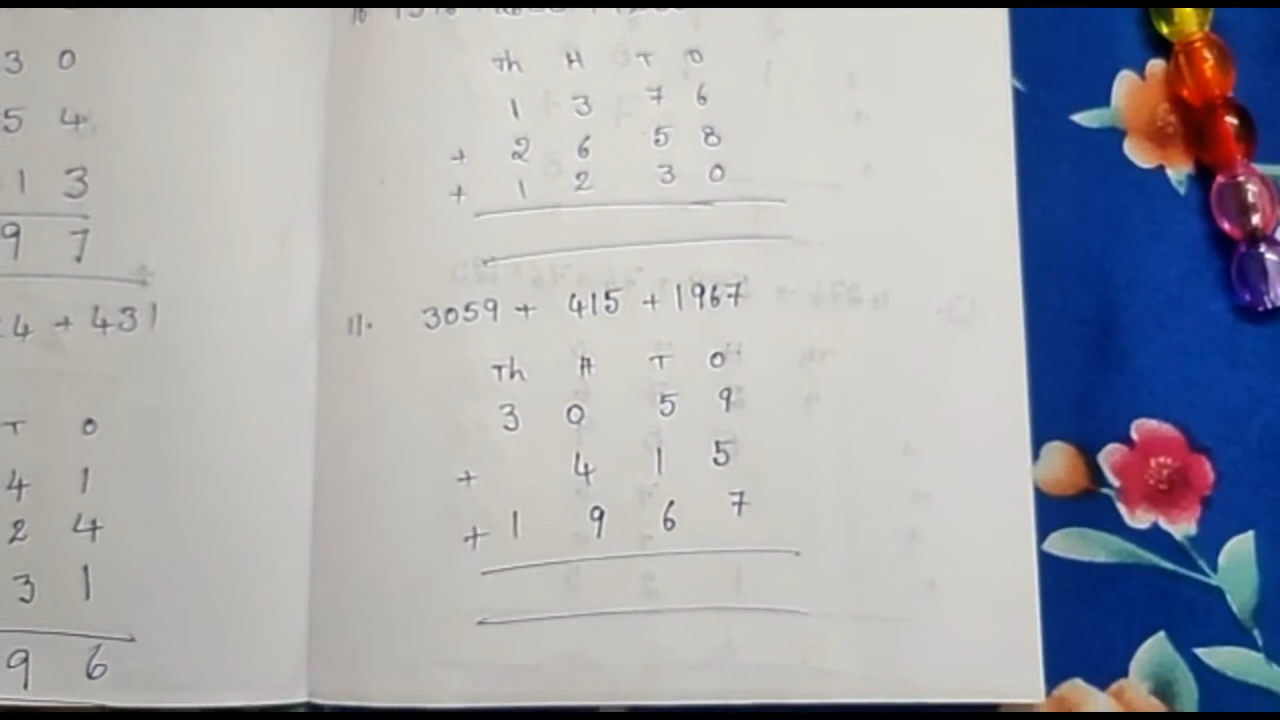 3 0
5 4
1 3
9 7
4 + 431
T O
4 1
2 4
3 1
9 6
Th H T O
1 3 7 6
+ 2 6 5 8
+ 1 2 3 0
11. 3059 + 415 + 1967
Th H T O
3 0 5 9
+ 4 1 5
+ 1 9 6 7